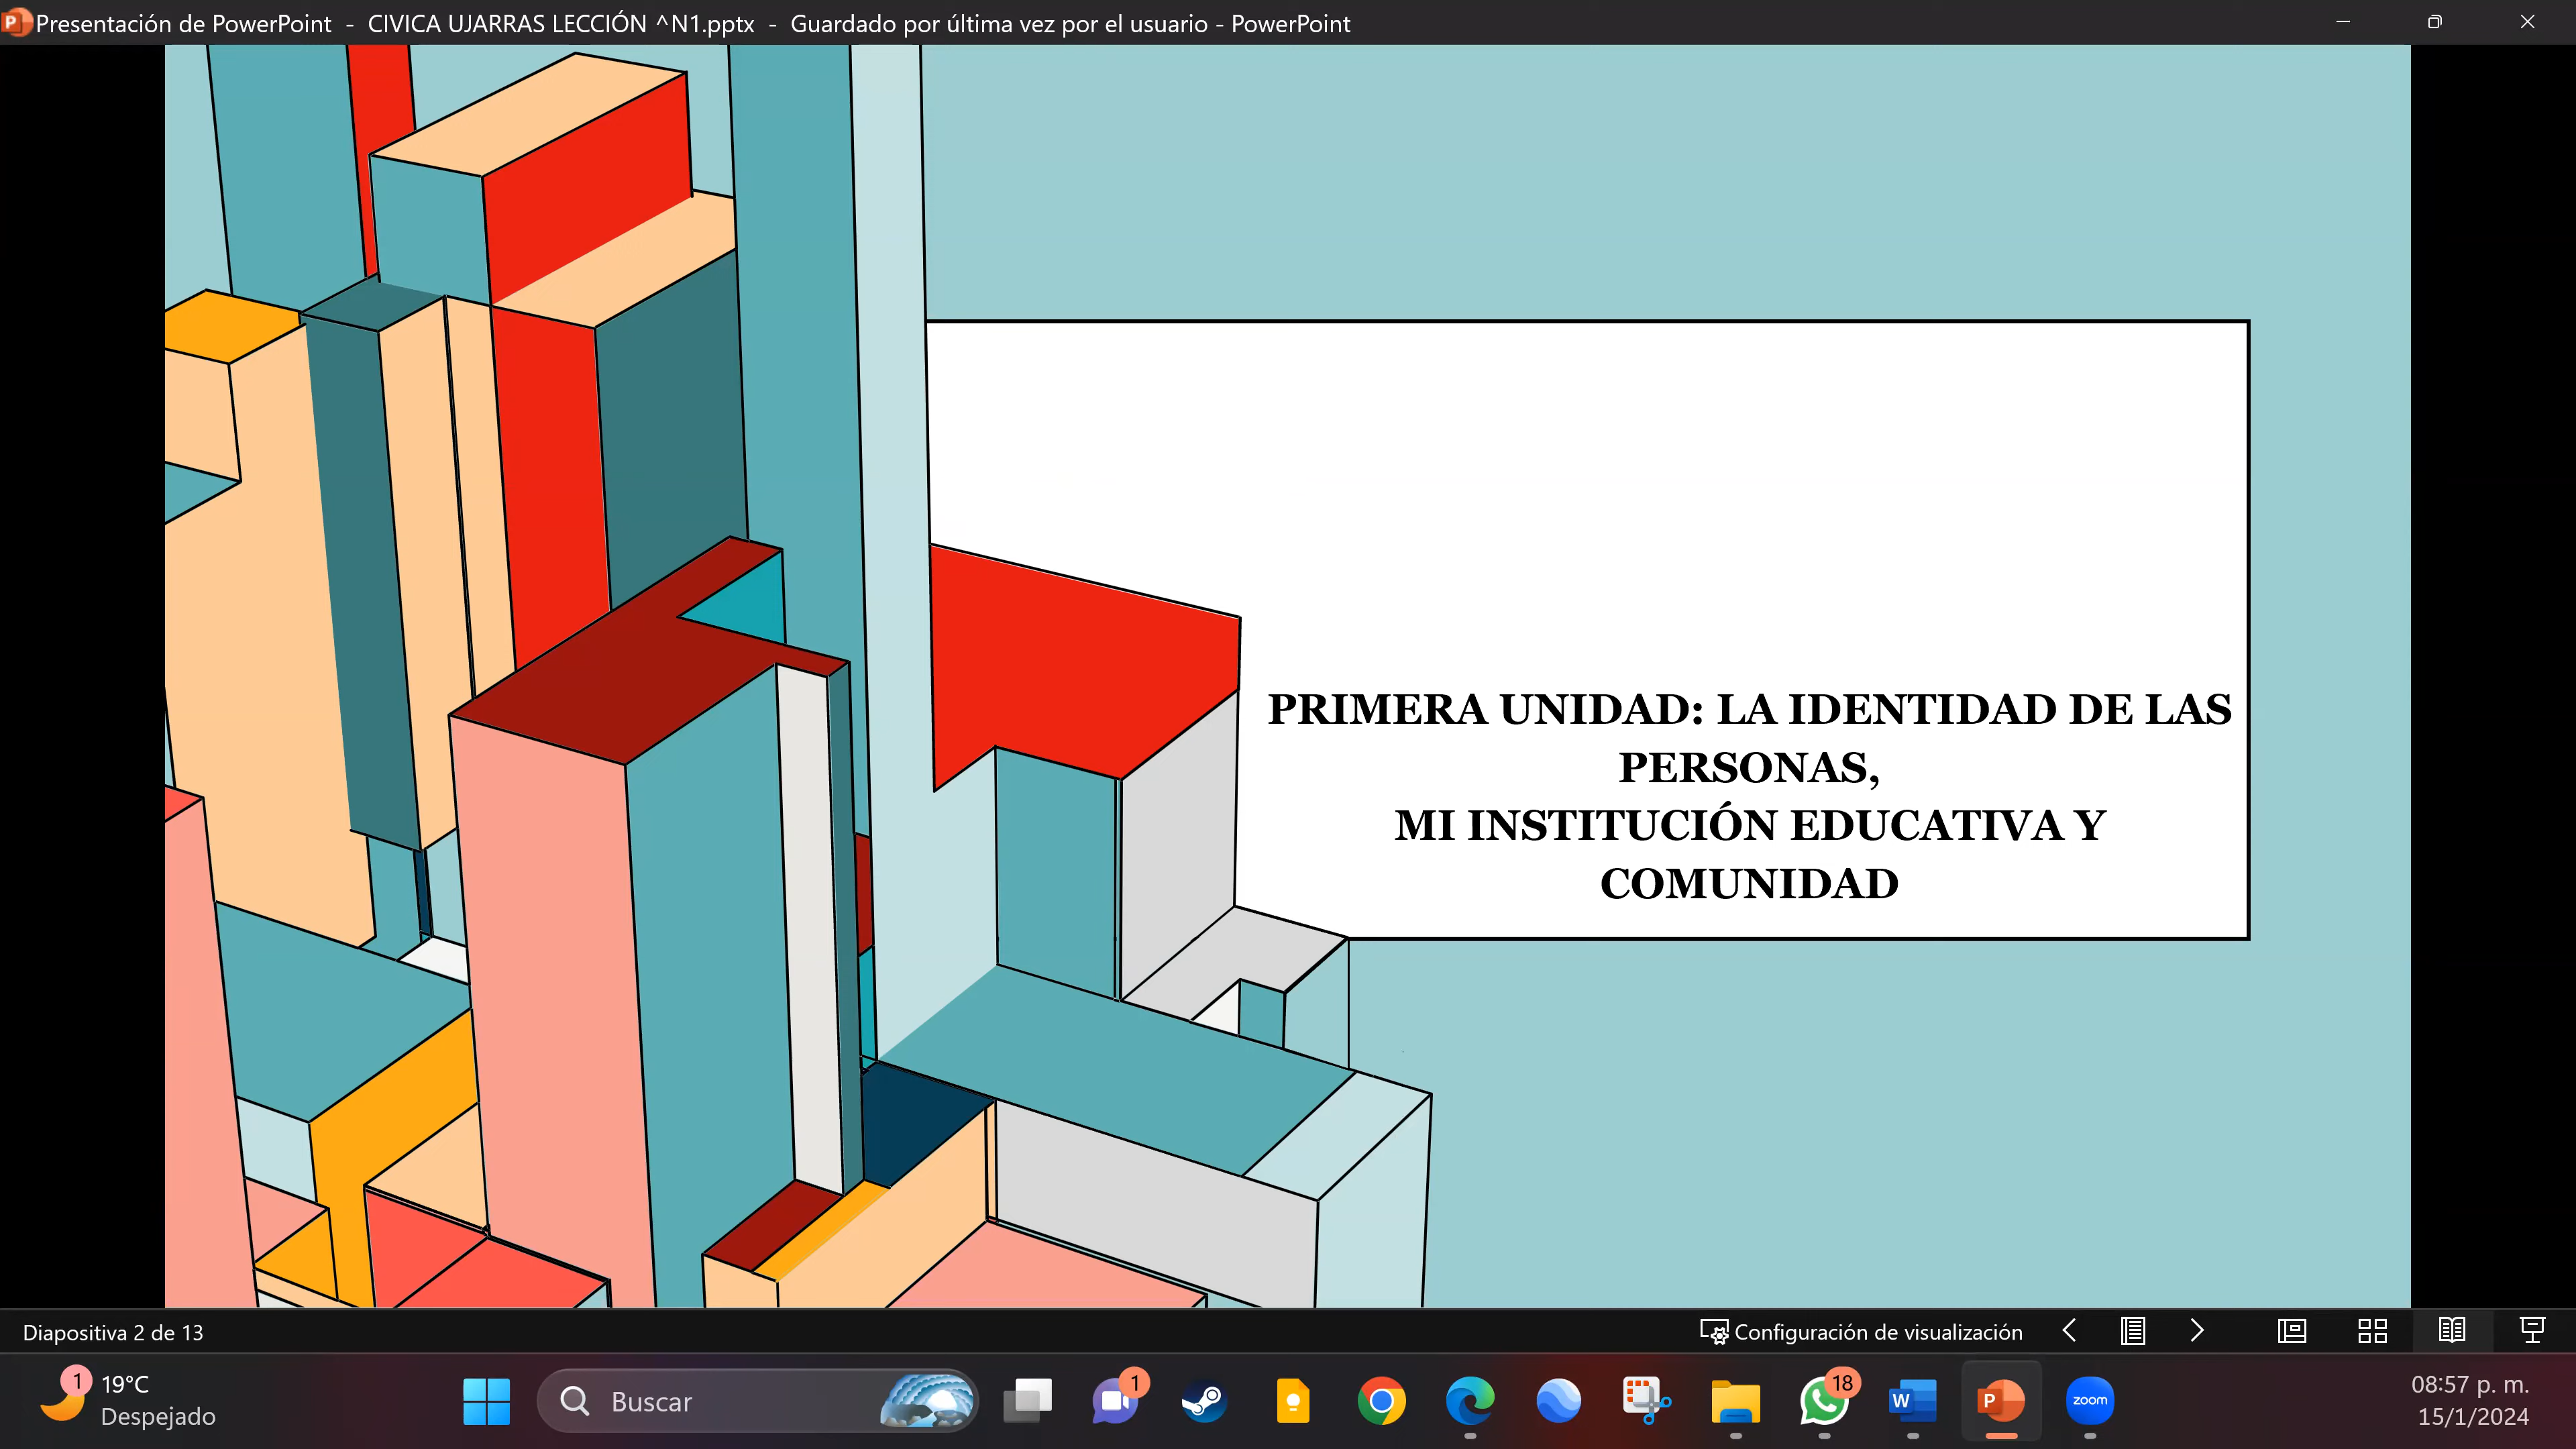 Presentación de PowerPoint - CIVICA UJARRAS LECCIÓN ^N1.pptx - Guardado por última vez por el usuario - PowerPoint
PRIMERA UNIDAD: LA IDENTIDAD DE LAS
PERSONAS,
MI INSTITUCIÓN EDUCATIVA Y
COMUNIDAD
Diapositiva 2 de 13
Configuración de visualización
1
19°C
Despejado
Buscar
1
18
W
P
zoom
08:57 p. m.
15/1/2024